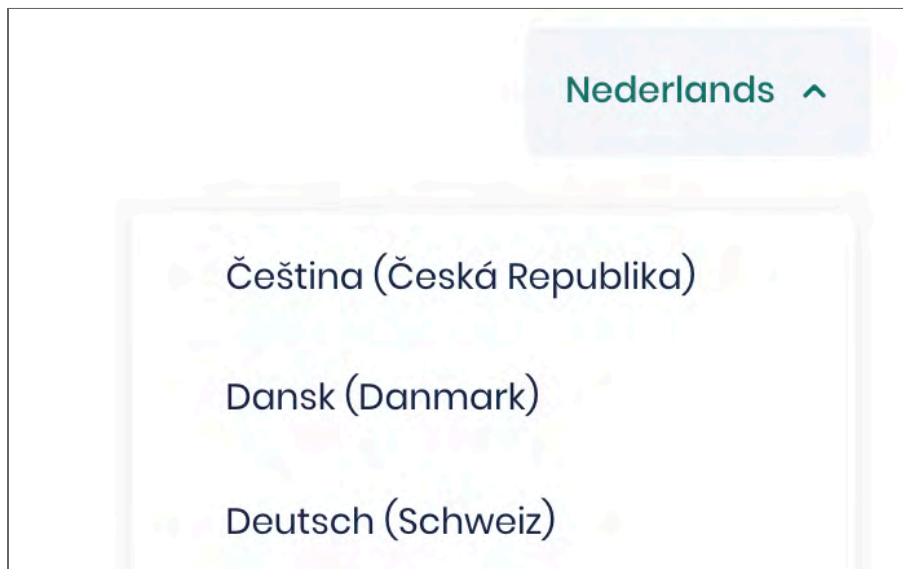 Nederlands
Čeština (Česká Republika)
Dansk (Danmark)
Deutsch (Schweiz)